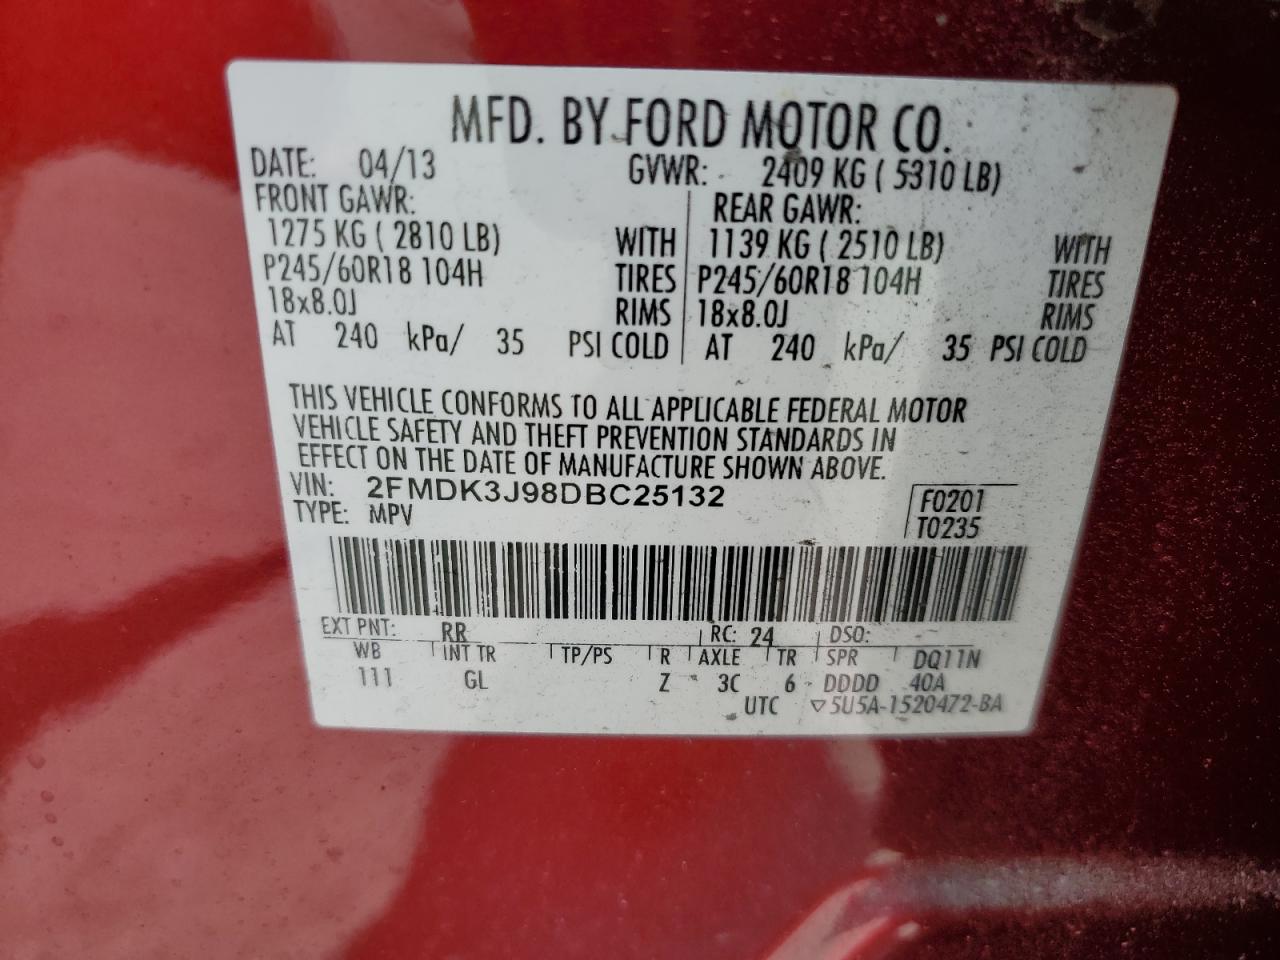 MFD. BY FORD MOTOR CO.
DATE: 04/13 GVWR: 2409 KG ( 5310 LB)
FRONT GAWR: REAR GAWR:
1275 KG ( 2810 LB) WITH 1139 KG ( 2510 LB) WITH
P245/60R18 104H TIRES P245/60R18 104H TIRES
18x8.0J RIMS 18x8.0J RIMS
AT 240 kPa/ 35 PSI COLD AT 240 kPa/ 35 PSI COLD
THIS VEHICLE CONFORMS TO ALL APPLICABLE FEDERAL MOTOR
VEHICLE SAFETY AND THEFT PREVENTION STANDARDS IN
EFFECT ON THE DATE OF MANUFACTURE SHOWN ABOVE.
VIN: 2FMDK3J98DBC25132 F0201
TYPE: MPV T0235
EXT PNT: RR RC: 24 DSO:
WB INT TR TP/PS R AXLE TR SPR DQ11N
111 GL Z 3C 6 DDDD 40A
UTC ▽5U5A-1520472-BA